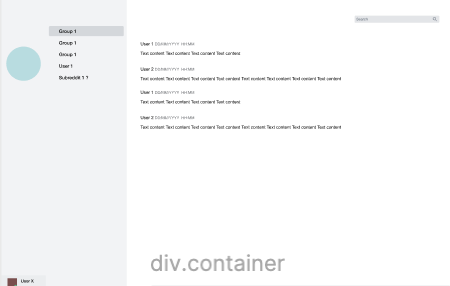 Search
Group 1
Group 1
Group 1
User 1
Subreddit 1 ?
User 1 DD/MM/YYYY HH:MM
Text content Text content Text content Text content
User 2 DD/MM/YYYY HH:MM
Text content Text content Text content Text content Text content Text content Text content Text content
User 1 DD/MM/YYYY HH:MM
Text content Text content Text content Text content
User 2 DD/MM/YYYY HH:MM
Text content Text content Text content Text content Text content Text content Text content Text content
div.container
User X